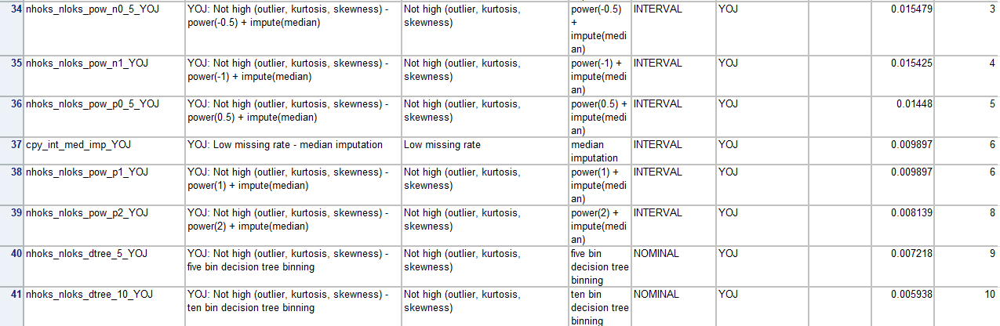 34 nhoks_nloks_pow_n0_5_YOJ YOJ: Not high (outlier, kurtosis, skewness) - Not high (outlier, kurtosis, power(-0.5) INTERVAL YOJ 0.015479 3
power(-0.5) + impute(median) skewness) +
impute(medi
an)
35 nhoks_nloks_pow_n1_YOJ YOJ: Not high (outlier, kurtosis, skewness) - Not high (outlier, kurtosis, power(-1) + INTERVAL YOJ 0.015425 4
power(-1) + impute(median) skewness) impute(medi
an)
36 nhoks_nloks_pow_p0_5_YOJ YOJ: Not high (outlier, kurtosis, skewness) - Not high (outlier, kurtosis, power(0.5) + INTERVAL YOJ 0.01448 5
power(0.5) + impute(median) skewness) impute(medi
an)
37 cpy_int_med_imp_YOJ YOJ: Low missing rate - median imputation Low missing rate median INTERVAL YOJ 0.009897 6
imputation
38 nhoks_nloks_pow_p1_YOJ YOJ: Not high (outlier, kurtosis, skewness) - Not high (outlier, kurtosis, power(1) + INTERVAL YOJ 0.009897 6
power(1) + impute(median) skewness) impute(medi
an)
39 nhoks_nloks_pow_p2_YOJ YOJ: Not high (outlier, kurtosis, skewness) - Not high (outlier, kurtosis, power(2) + INTERVAL YOJ 0.008139 8
power(2) + impute(median) skewness) impute(medi
an)
40 nhoks_nloks_dtree_5_YOJ YOJ: Not high (outlier, kurtosis, skewness) - Not high (outlier, kurtosis, five bin NOMINAL YOJ 0.007218 9
five bin decision tree binning skewness) decision tree
binning
41 nhoks_nloks_dtree_10_YOJ YOJ: Not high (outlier, kurtosis, skewness) - Not high (outlier, kurtosis, ten bin NOMINAL YOJ 0.005938 10
ten bin decision tree binning skewness) decision tree
binning